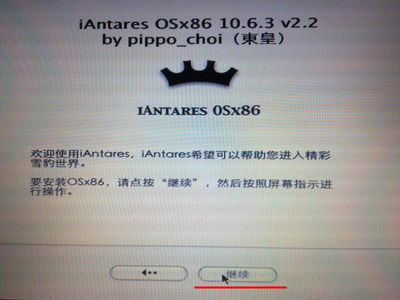 iAntares OSx86 10.6.3 v2.2
by pippo_choi（東皇）
iANTARES OSx86
欢迎使用iAntares，iAntares希望可以帮助您进入精彩
雪豹世界。
要安装OSx86，请点按“继续”，然后按照屏幕指示进
行操作。
继续